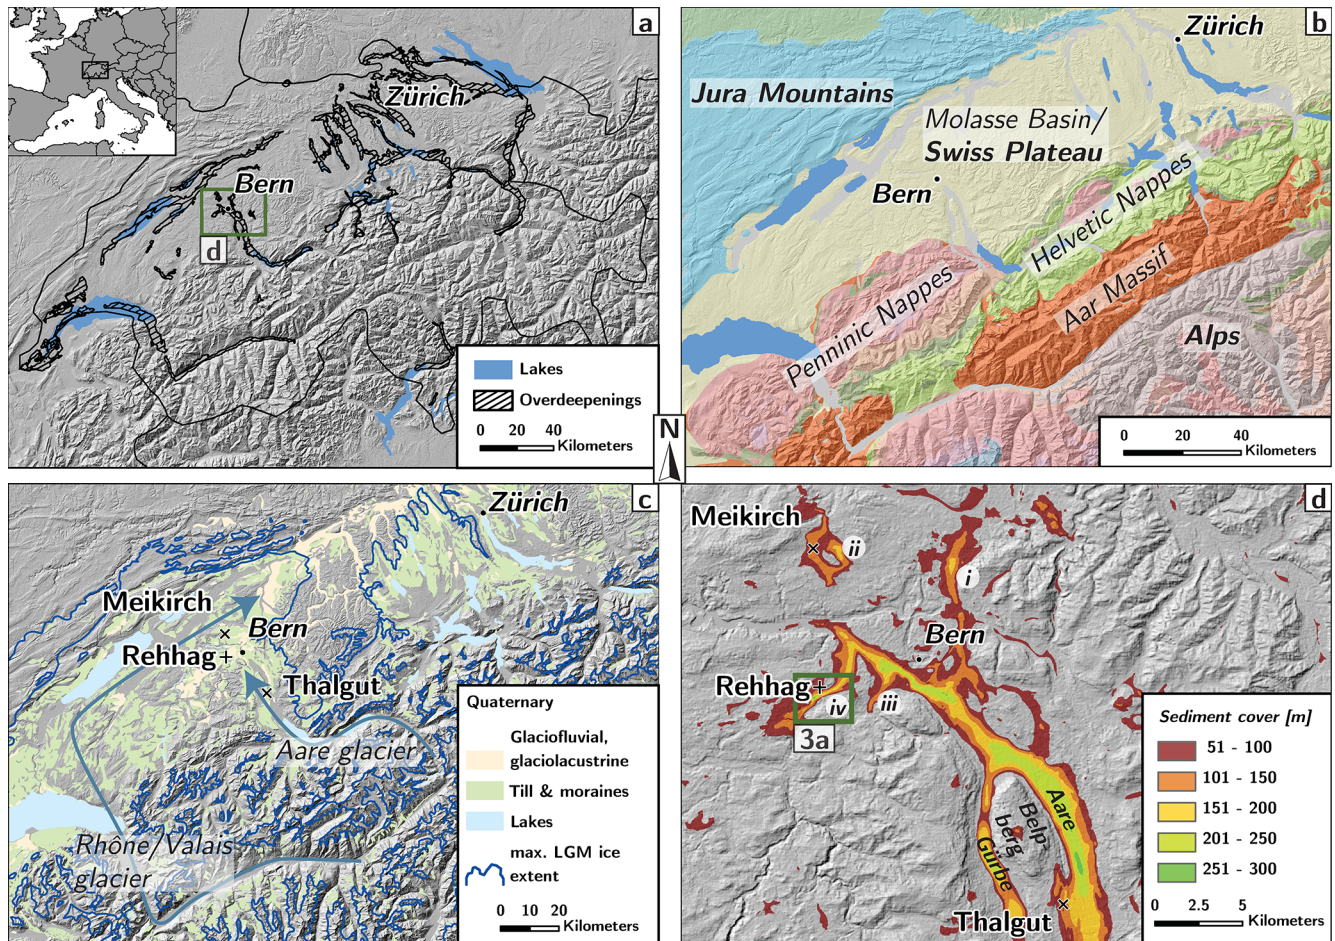 a
Zürich
Bern
d
Lakes
Overdeepenings
0 20 40
Kilometers
N
b
Zürich
Jura Mountains
Molasse Basin/
Swiss Plateau
Bern
Helvetic Nappes
Penninic Nappes
Aar Massif
Alps
0 20 40
Kilometers
c
Zürich
Meikirch
Bern
Rehhag
Thalgut
Aare glacier
Rhône/Valais
glacier
Quaternary
Glaciofluvial,
glaciolacustrine
Till & moraines
Lakes
max. LGM ice
extent
0 10 20
Kilometers
d
Meikirch
ii
i
Bern
Rehhag
iv
iii
3a
Aare
Belp-
berg
Gürbe
Thalgut
Sediment cover [m]
51 - 100
101 - 150
151 - 200
201 - 250
251 - 300
0 2.5 5
Kilometers